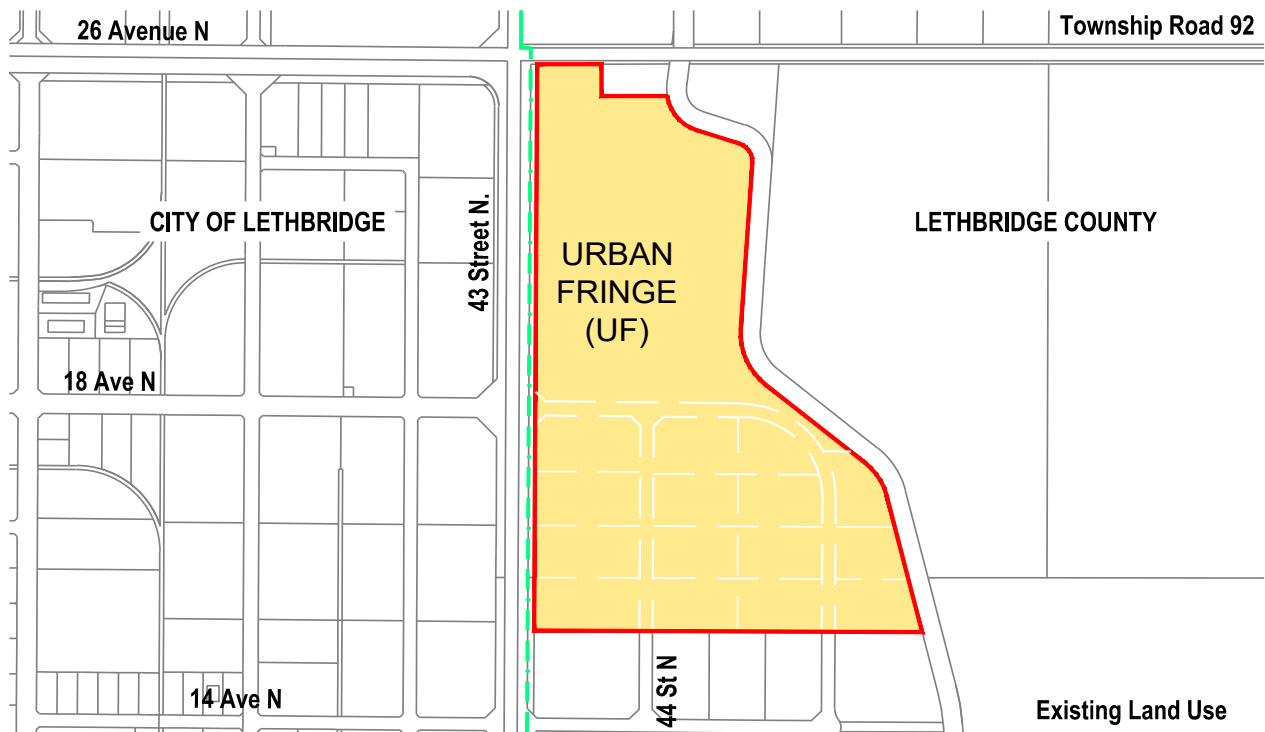 26 Avenue N
Township Road 92
CITY OF LETHBRIDGE
43 Street N.
LETHBRIDGE COUNTY
URBAN
FRINGE
(UF)
18 Ave N
14 Ave N
44 St N
Existing Land Use